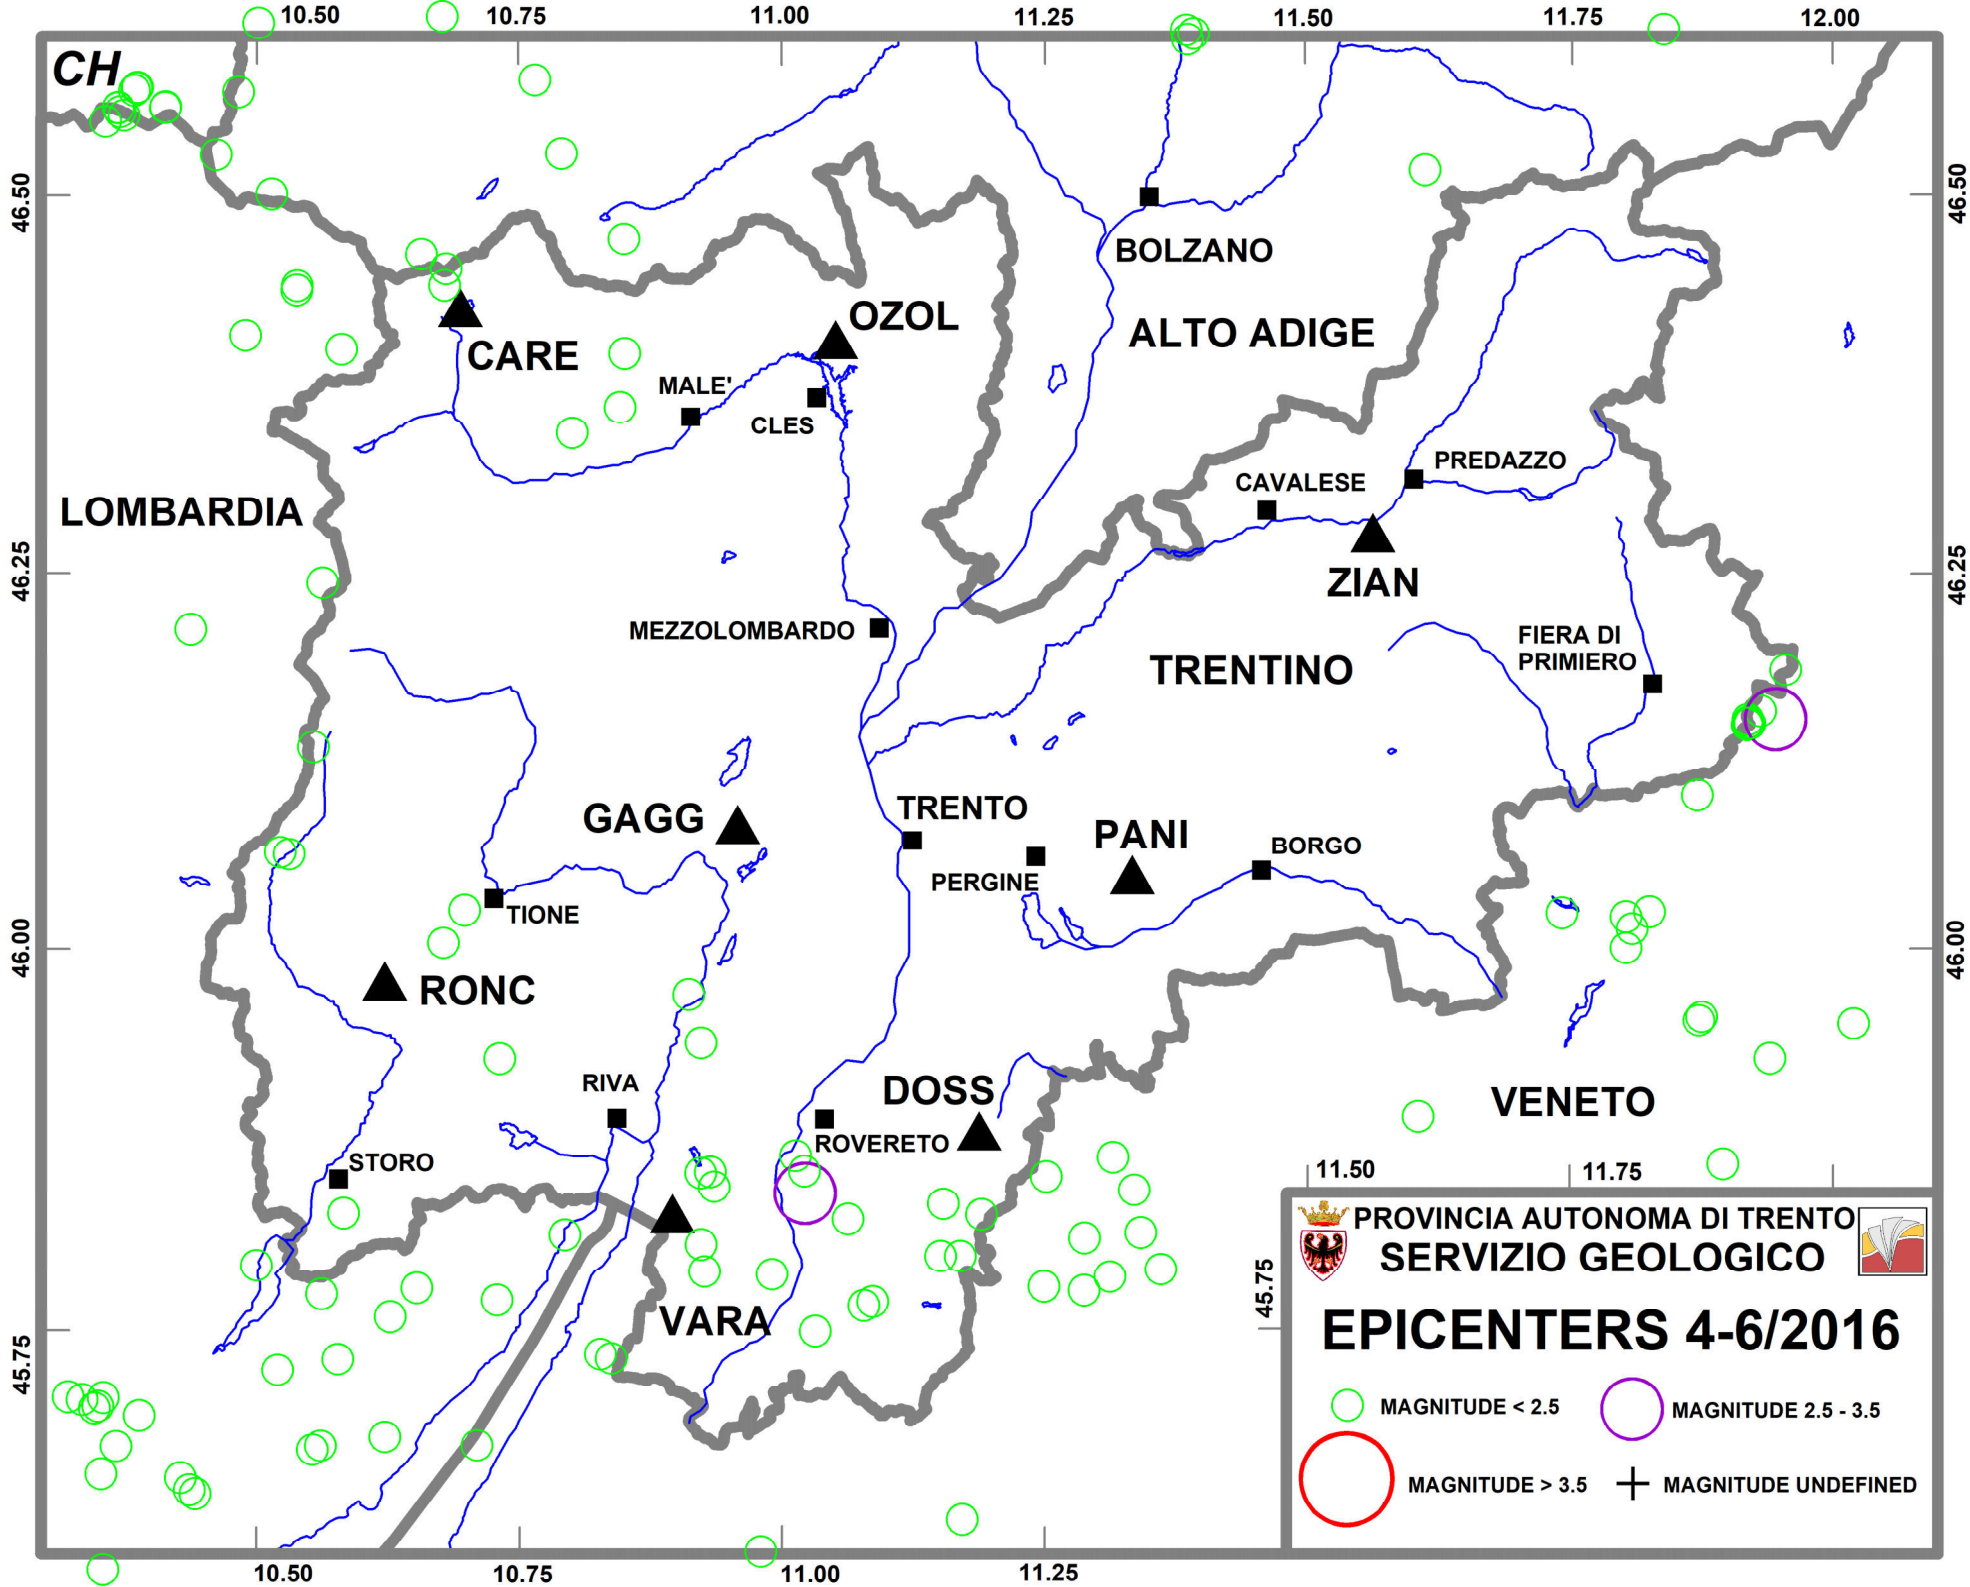 10.50 10.75 11.00 11.25 11.50 11.75 12.00
CH
46.50
46.50
BOLZANO
OZOL
ALTO ADIGE
CARE
MALE'
CLES
PREDAZZO
CAVALESE
LOMBARDIA
46.25
46.25
ZIAN
MEZZOLOMBARDO
FIERA DI
PRIMIERO
TRENTINO
GAGG
TRENTO
PANI
BORGO
PERGINE
TIONE
46.00
46.00
RONC
RIVA
DOSS
VENETO
ROVERETO
STORO
11.50 11.75
VARA
45.75
45.75
PROVINCIA AUTONOMA DI TRENTO
SERVIZIO GEOLOGICO
EPICENTERS 4-6/2016
MAGNITUDE < 2.5
MAGNITUDE 2.5 - 3.5
MAGNITUDE > 3.5
MAGNITUDE UNDEFINED
10.50 10.75 11.00 11.25